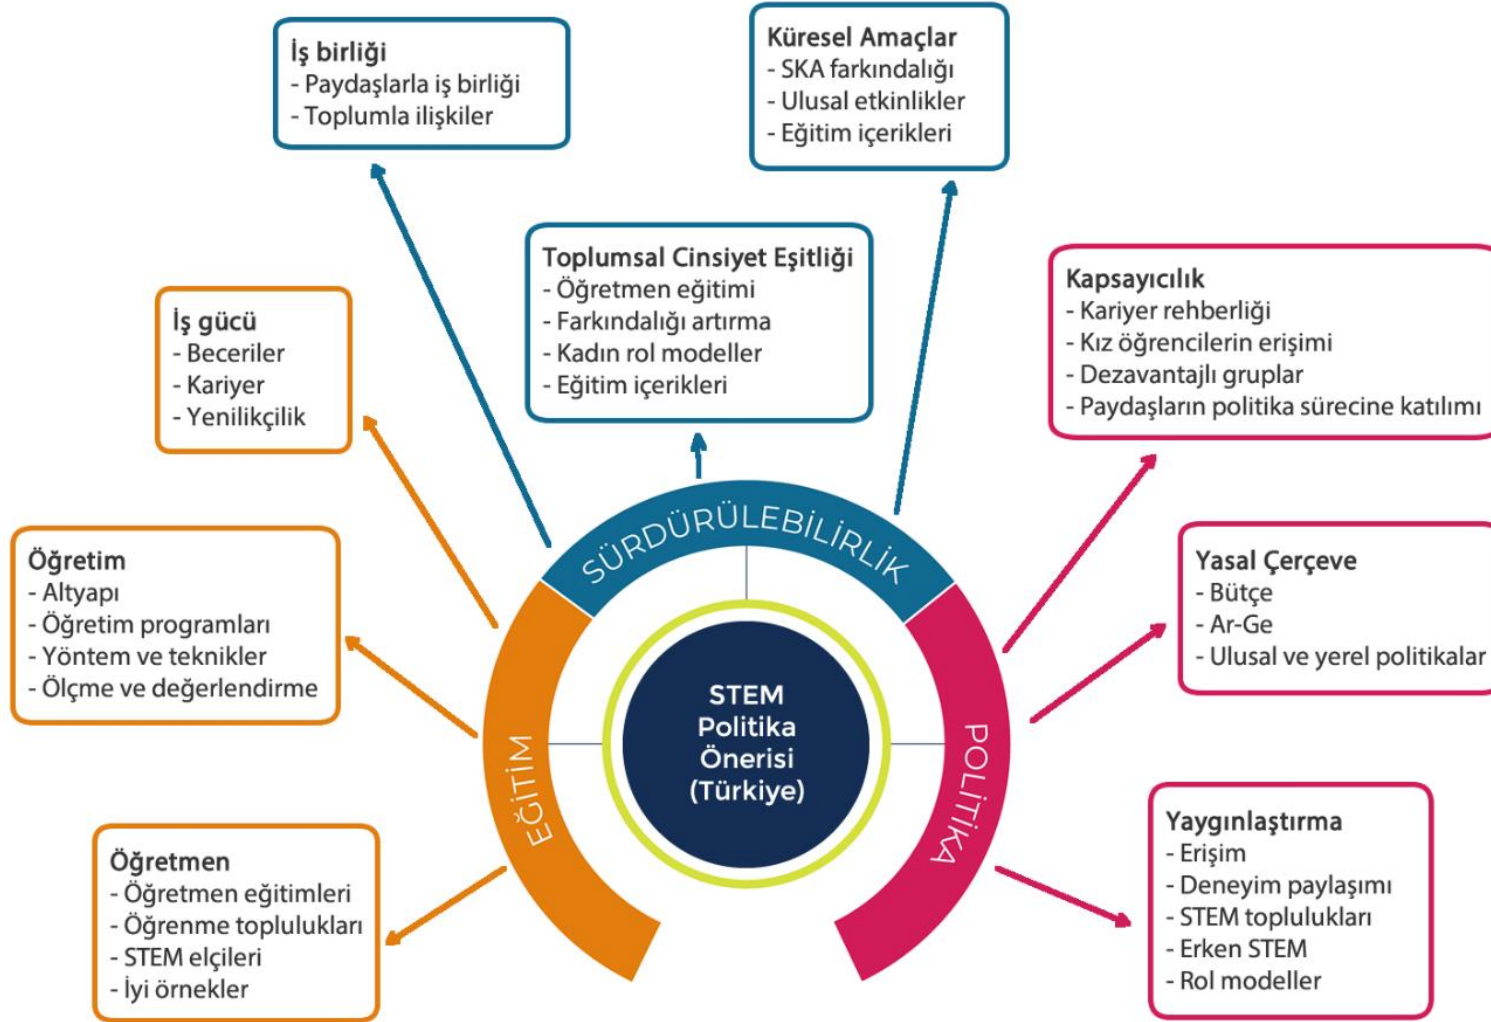 İş birliği
- Paydaşlarla iş birliği
- Toplumla ilişkiler
Küresel Amaçlar
- SKA farkındalığı
- Ulusal etkinlikler
- Eğitim içerikleri
Toplumsal Cinsiyet Eşitliği
- Öğretmen eğitimi
- Farkındalığı artırma
- Kadın rol modeller
- Eğitim içerikleri
Kapsayıcılık
- Kariyer rehberliği
- Kız öğrencilerin erişimi
- Dezavantajlı gruplar
- Paydaşların politika sürecine katılımı
İş gücü
- Beceriler
- Kariyer
- Yenilikçilik
Öğretim
- Altyapı
- Öğretim programları
- Yöntem ve teknikler
- Ölçme ve değerlendirme
Yasal Çerçeve
- Bütçe
- Ar-Ge
- Ulusal ve yerel politikalar
SÜRDÜRÜLEBİLİRLİK
EĞİTİM
POLİTİKA
STEM
Politika
Önerisi
(Türkiye)
Öğretmen
- Öğretmen eğitimleri
- Öğrenme toplulukları
- STEM elçileri
- İyi örnekler
Yaygınlaştırma
- Erişim
- Deneyim paylaşımı
- STEM toplulukları
- Erken STEM
- Rol modeller